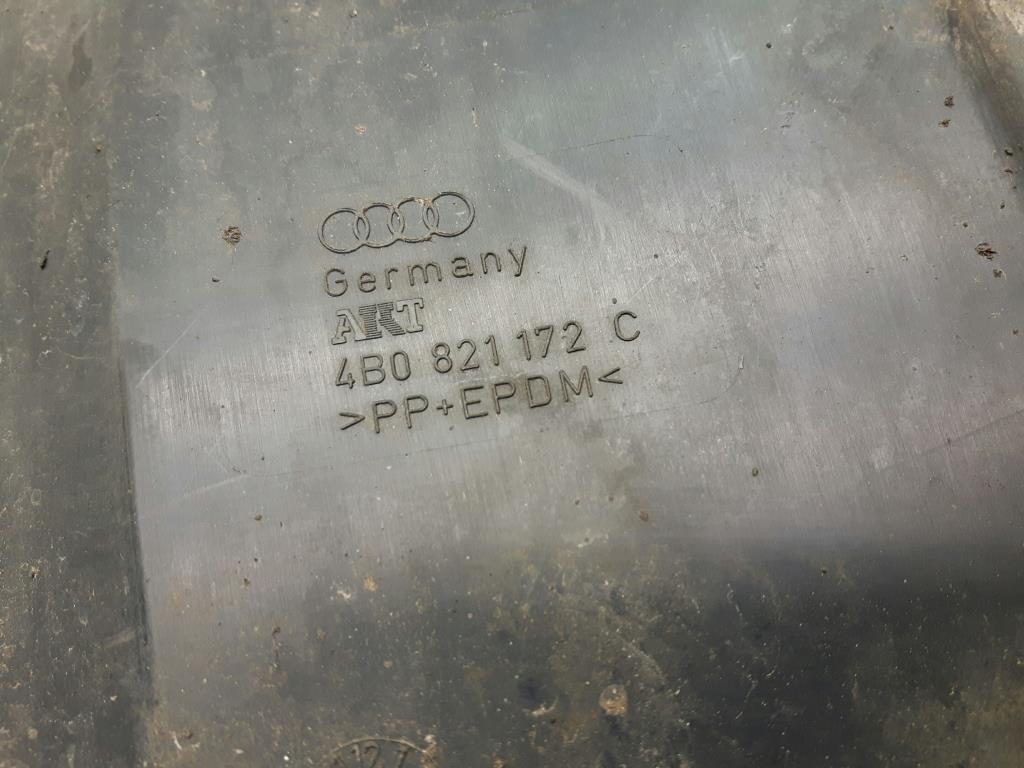 Germany
AKT
4B0 821 172 C
>PP+EPDM<